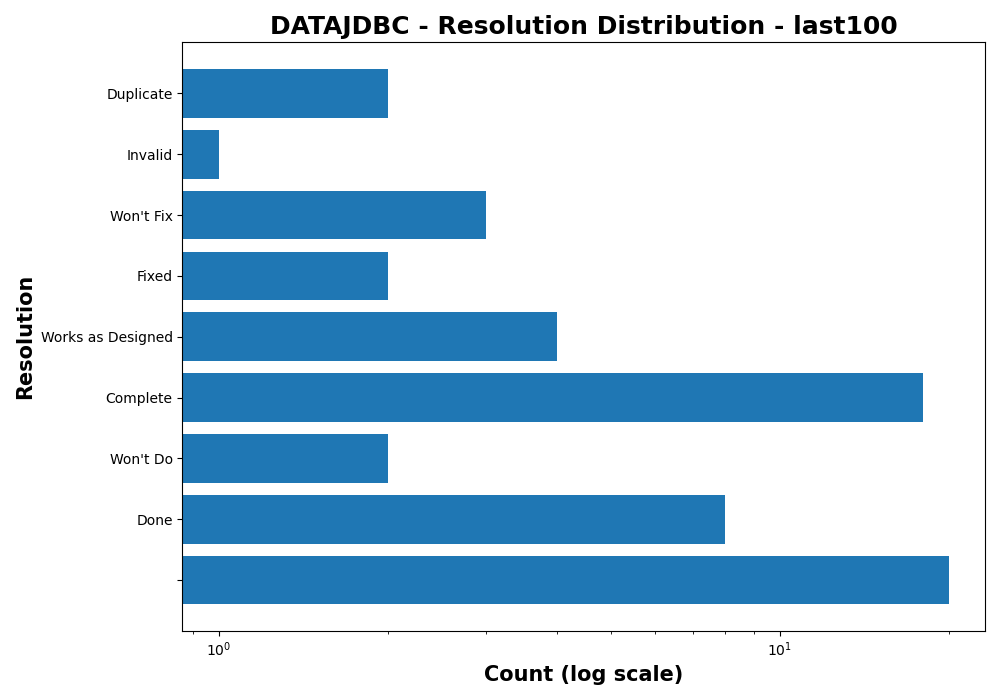 DATAJDBC - Resolution Distribution - last100
Resolution
Duplicate
Invalid
Won't Fix
Fixed
Works as Designed
Complete
Won't Do
Done
10⁰
10¹
Count (log scale)